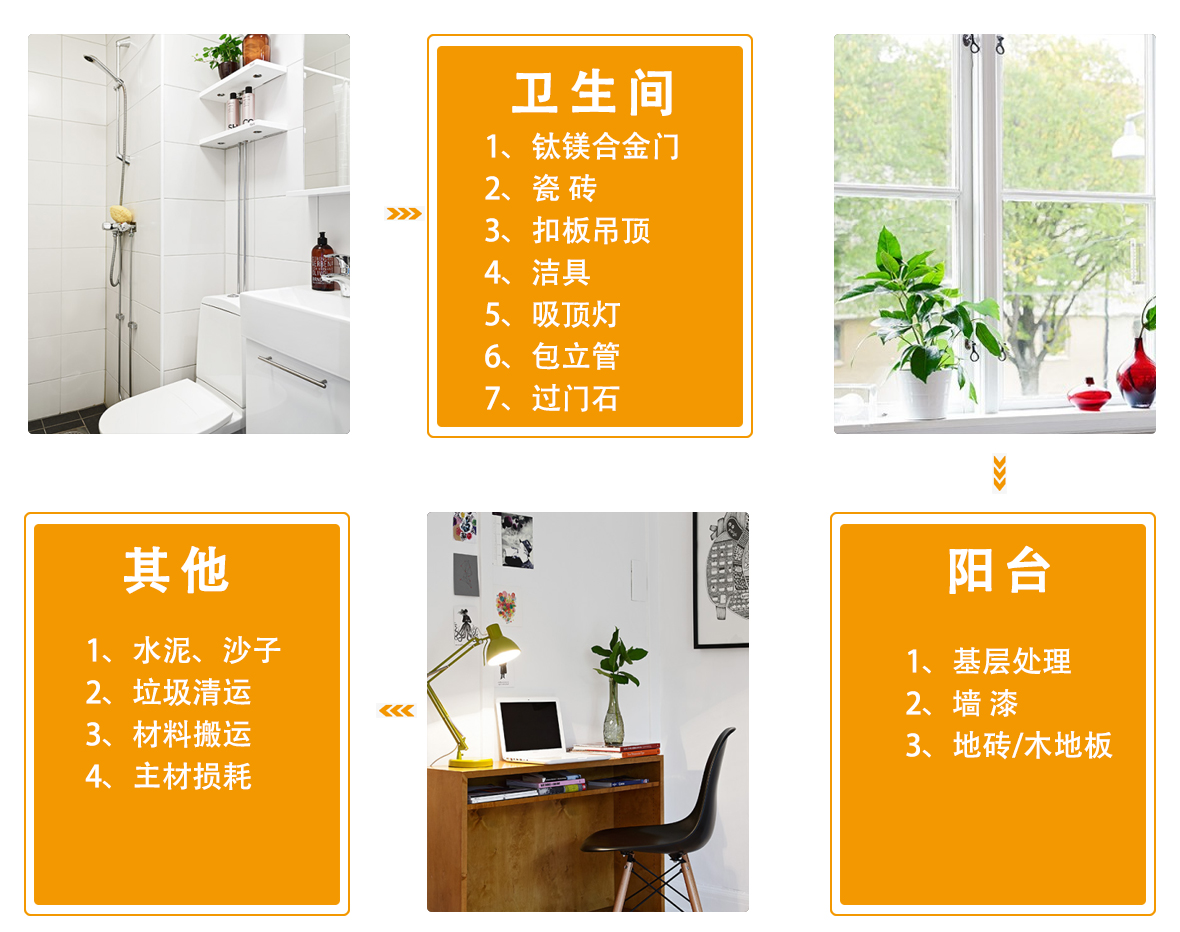 卫生间
1、钛镁合金门
2、瓷 砖
3、扣板吊顶
4、洁具
5、吸顶灯
6、包立管
7、过门石
其他
1、水泥、沙子
2、垃圾清运
3、材料搬运
4、主材损耗
阳台
1、基层处理
2、墙 漆
3、地砖/木地板